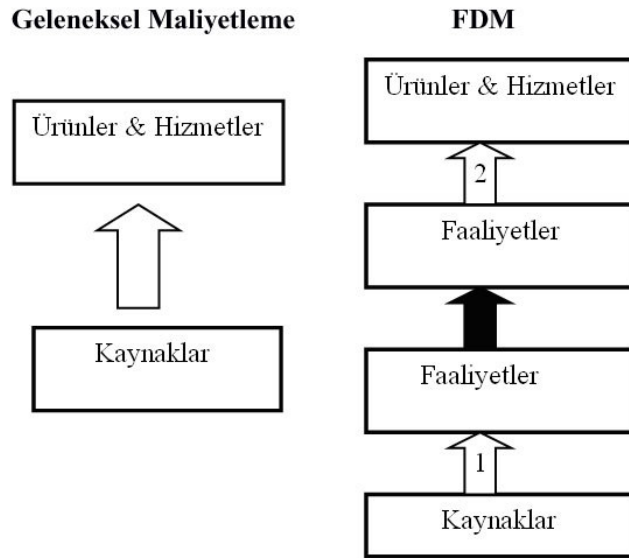 Geleneksel Maliyetleme
Ürünler & Hizmetler
Kaynaklar
FDM
Ürünler & Hizmetler
2
Faaliyetler
Faaliyetler
1
Kaynaklar